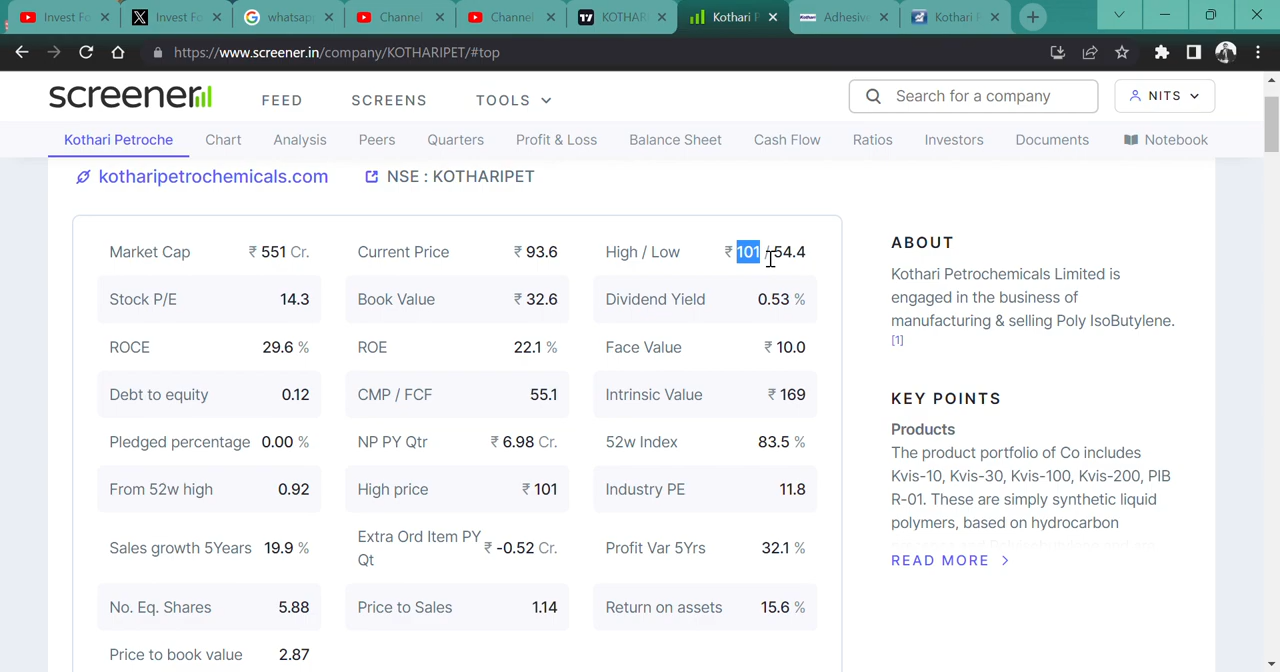 Invest Fo
Invest Fo
whatsap
Channel
Channel
KOTHAR
Kothari P
Adhesiv
Kothari
https://www.screener.in/company/KOTHARIPET/#top
screener
FEED
SCREENS
TOOLS
Search for a company
NITS
Kothari Petroche
Chart
Analysis
Peers
Quarters
Profit & Loss
Balance Sheet
Cash Flow
Ratios
Investors
Documents
Notebook
kotharipetrochemicals.com
NSE : KOTHARIPET
Market Cap ₹ 551 Cr.
Current Price ₹ 93.6
High / Low ₹ 101 / 54.4
Stock P/E 14.3
Book Value ₹ 32.6
Dividend Yield 0.53 %
ROCE 29.6 %
ROE 22.1 %
Face Value ₹ 10.0
Debt to equity 0.12
CMP / FCF 55.1
Intrinsic Value ₹ 169
Pledged percentage 0.00 %
NP PY Qtr ₹ 6.98 Cr.
52w Index 83.5 %
From 52w high 0.92
High price ₹ 101
Industry PE 11.8
Sales growth 5Years 19.9 %
Extra Ord Item PY
Qt ₹ -0.52 Cr.
Profit Var 5Yrs 32.1 %
No. Eq. Shares 5.88
Price to Sales 1.14
Return on assets 15.6 %
Price to book value 2.87
ABOUT
Kothari Petrochemicals Limited is
engaged in the business of
manufacturing & selling Poly IsoButylene.
[1]
KEY POINTS
Products
The product portfolio of Co includes
Kvis-10, Kvis-30, Kvis-100, Kvis-200, PIB
R-01. These are simply synthetic liquid
polymers, based on hydrocarbon
READ MORE